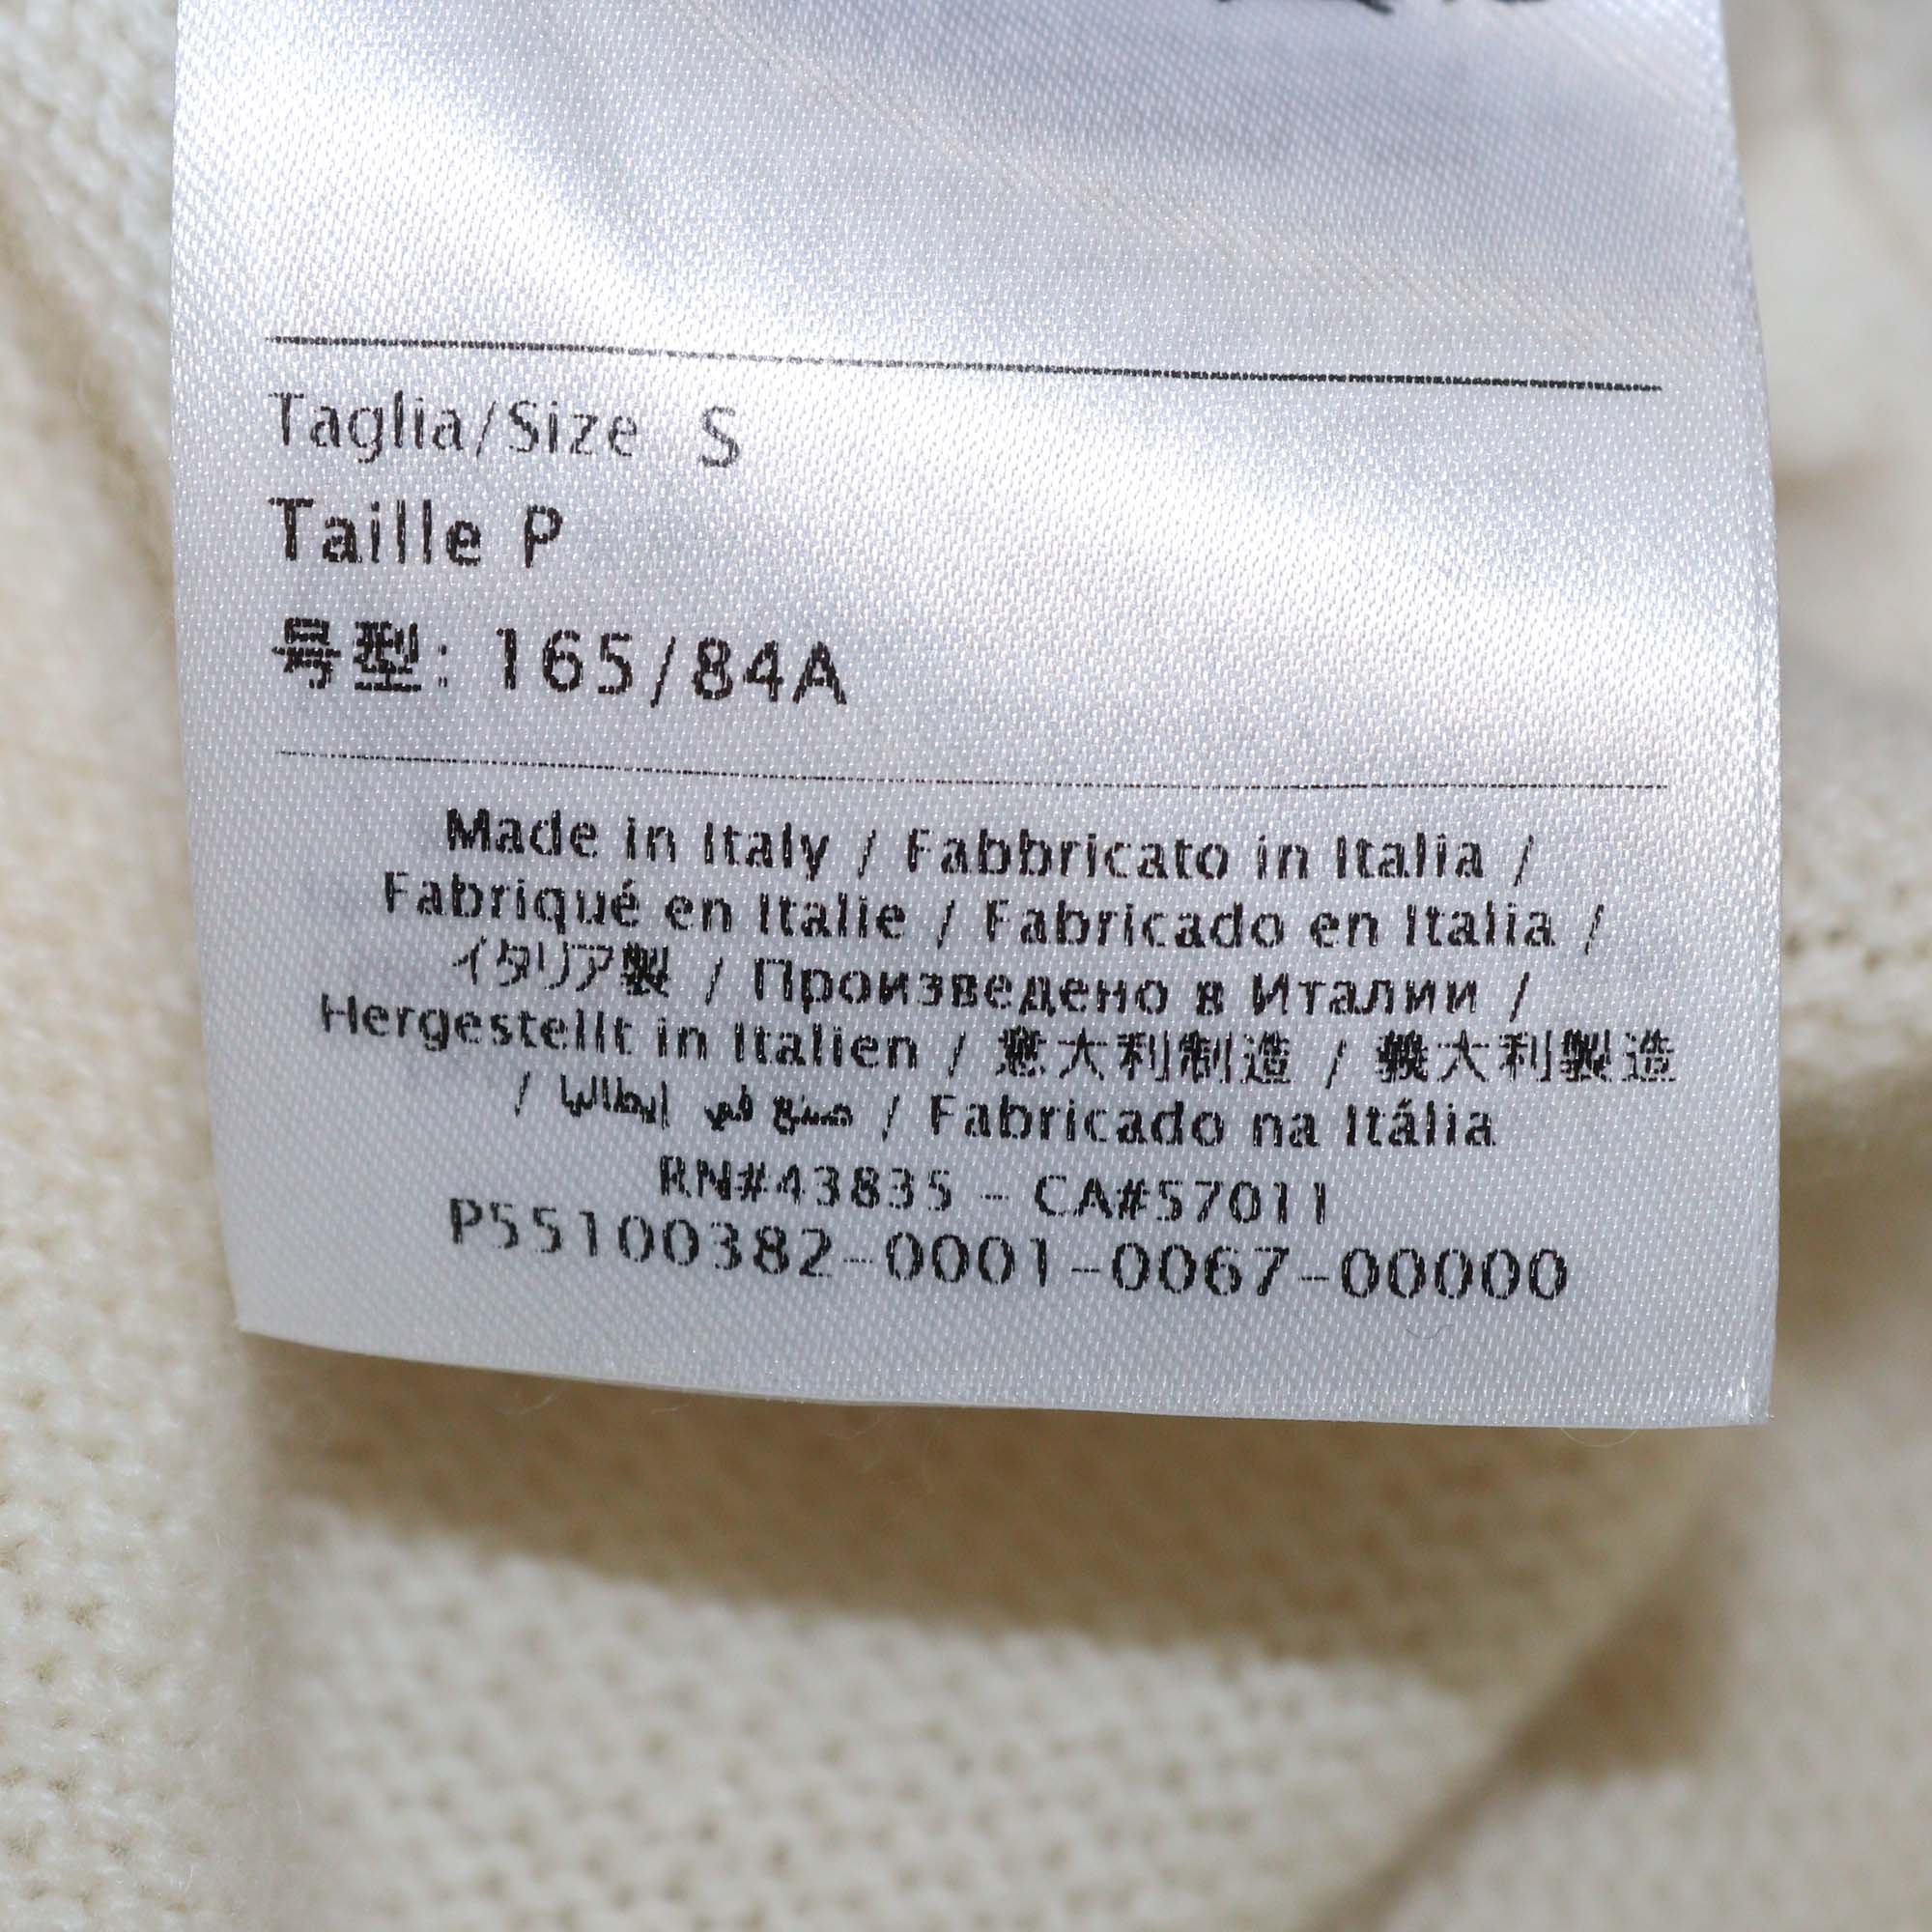 Taglia/Size S
Taille P
号型: 165/84A
Made in Italy / Fabbricato in Italia /
Fabriqué en Italie / Fabricado en Italia /
イタリア製 / Произведено в Италии /
Hergestellt in Italien / 意大利制造 / 義大利製造
/ صنع في إيطاليا / Fabricado na Itália
RN#43835 - CA#57011
P55100382-0001-0067-00000